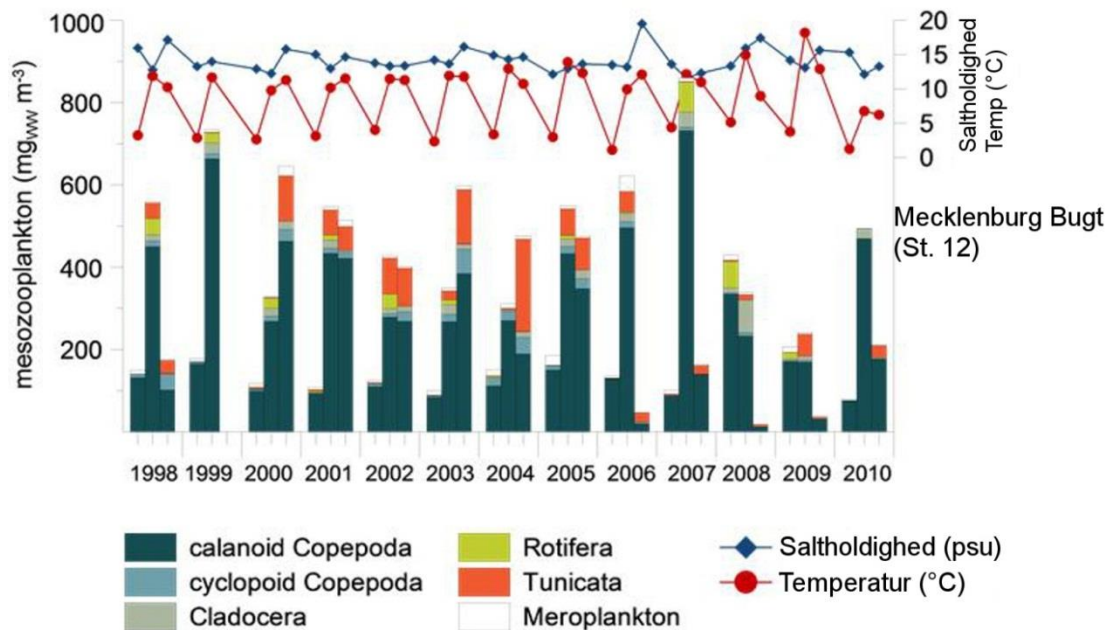 1000
800
600
400
200
mesozooplankton (mg_ww m⁻³)
20
15
10
5
0
Saltholdighed
Temp (°C)
Mecklenburg Bugt
(St. 12)
1998 1999 2000 2001 2002 2003 2004 2005 2006 2007 2008 2009 2010
calanoid Copepoda
cyclopoid Copepoda
Cladocera
Rotifera
Tunicata
Meroplankton
Saltholdighed (psu)
Temperatur (°C)